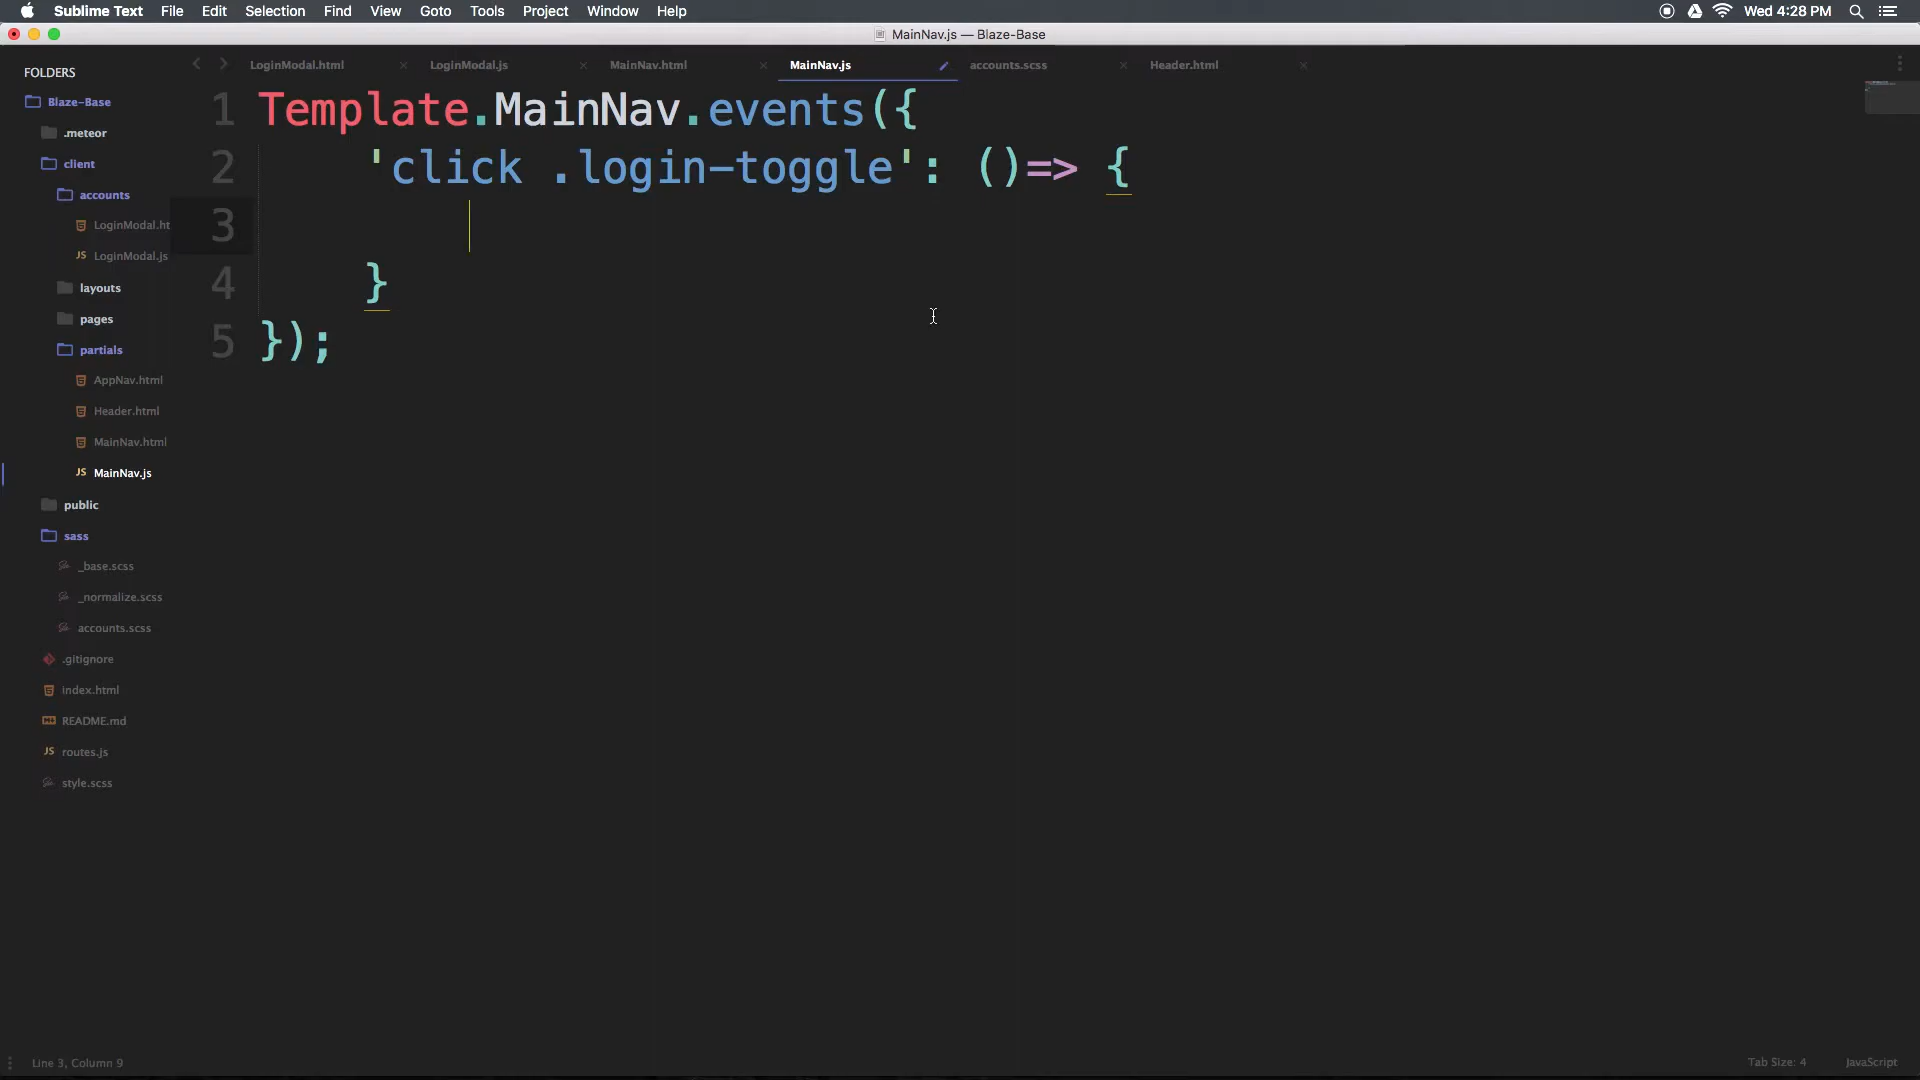 Sublime Text File Edit Selection Find View Goto Tools Project Window Help Wed 4:28 PM
MainNav.js — Blaze-Base
FOLDERS
Blaze-Base
.meteor
client
accounts
LoginModal.ht
LoginModal.js
layouts
pages
partials
AppNav.html
Header.html
MainNav.html
MainNav.js
public
sass
_base.scss
_normalize.scss
accounts.scss
.gitignore
index.html
README.md
routes.js
style.scss
LoginModal.html LoginModal.js MainNav.html MainNav.js accounts.scss Header.html
1 Template.MainNav.events({
2 'click .login-toggle': ()=> {
3
4 }
5 });
Line 3, Column 9 Tab Size: 4 JavaScript